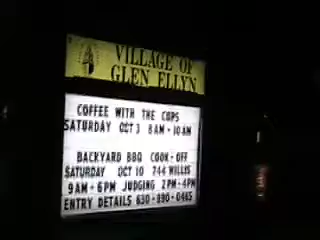 VILLAGE OF
GLEN ELLYN
COFFEE WITH THE COPS
SATURDAY OCT 3 8AM-10AM
BACKYARD BBQ COOK-OFF
SATURDAY OCT 10 744 WILLIS
9AM-6PM JUDGING 2PM-4PM
ENTRY DETAILS 630-890-0465